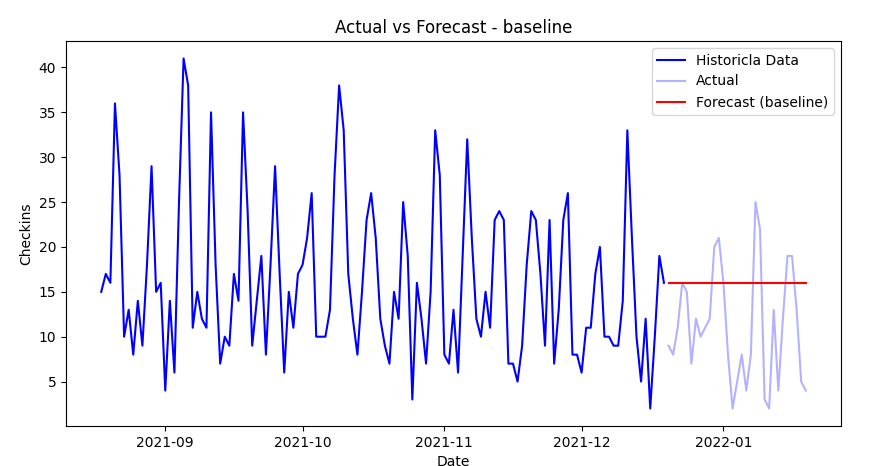 Actual vs Forecast - baseline
Historicla Data
Actual
Forecast (baseline)
Checkins
40
35
30
25
20
15
10
5
2021-09
2021-10
2021-11
2021-12
2022-01
Date